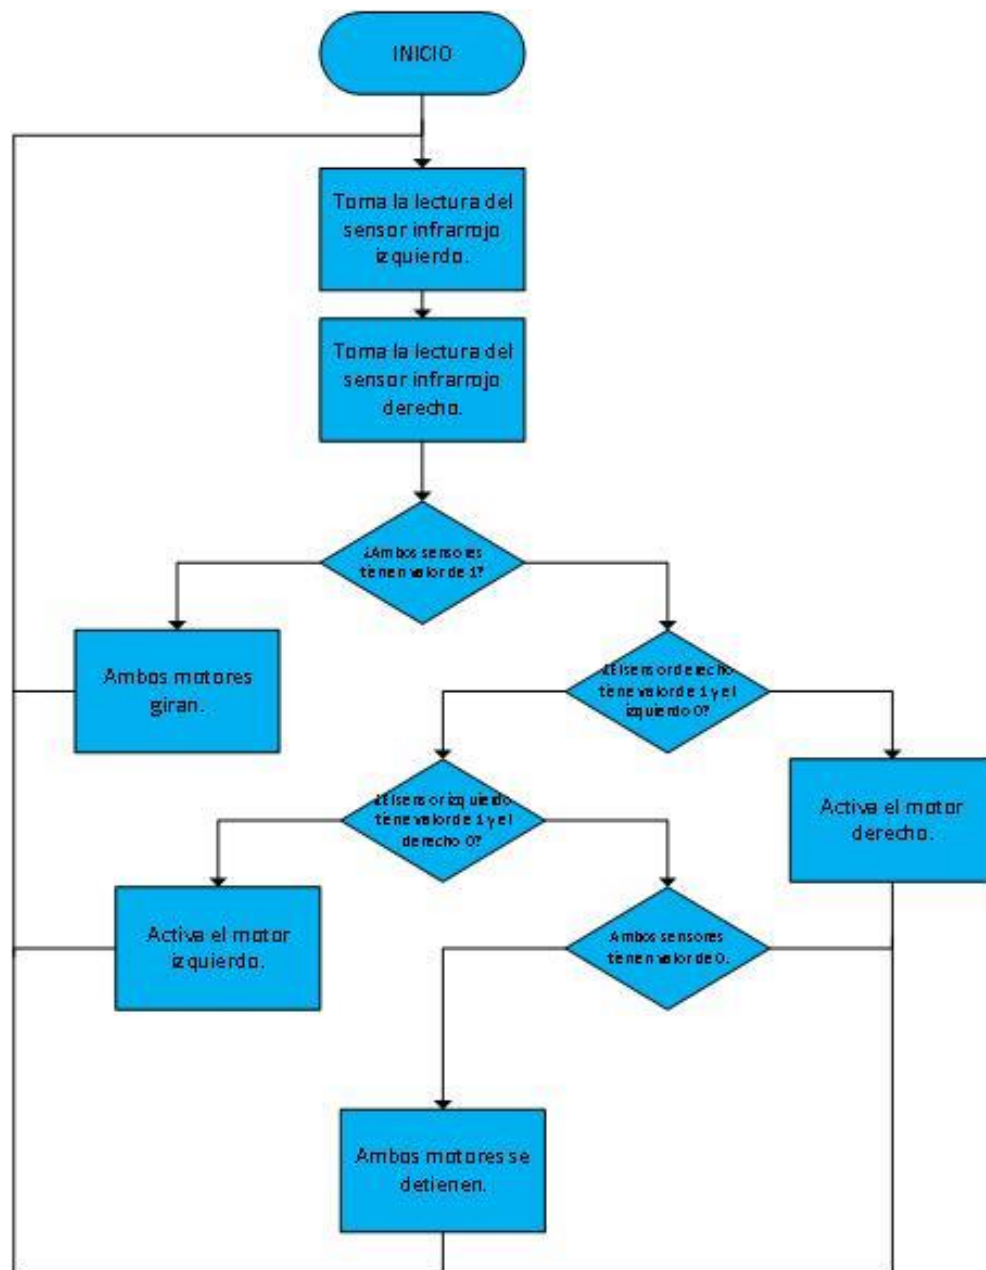 INICIO
Toma la lectura del
sensor infrarrojo
izquierdo.
Toma la lectura del
sensor infrarrojo
derecho.
¿Ambos sensores
tienen valor de 1?
Ambos motores
giran.
¿El sensor derecho
tiene valor de 1 y el
izquierdo 0?
¿El sensor izquierdo
tiene valor de 1 y el
derecho 0?
Activa el motor
derecho.
Activa el motor
izquierdo.
Ambos sensores
tienen valor de 0.
Ambos motores se
detienen.